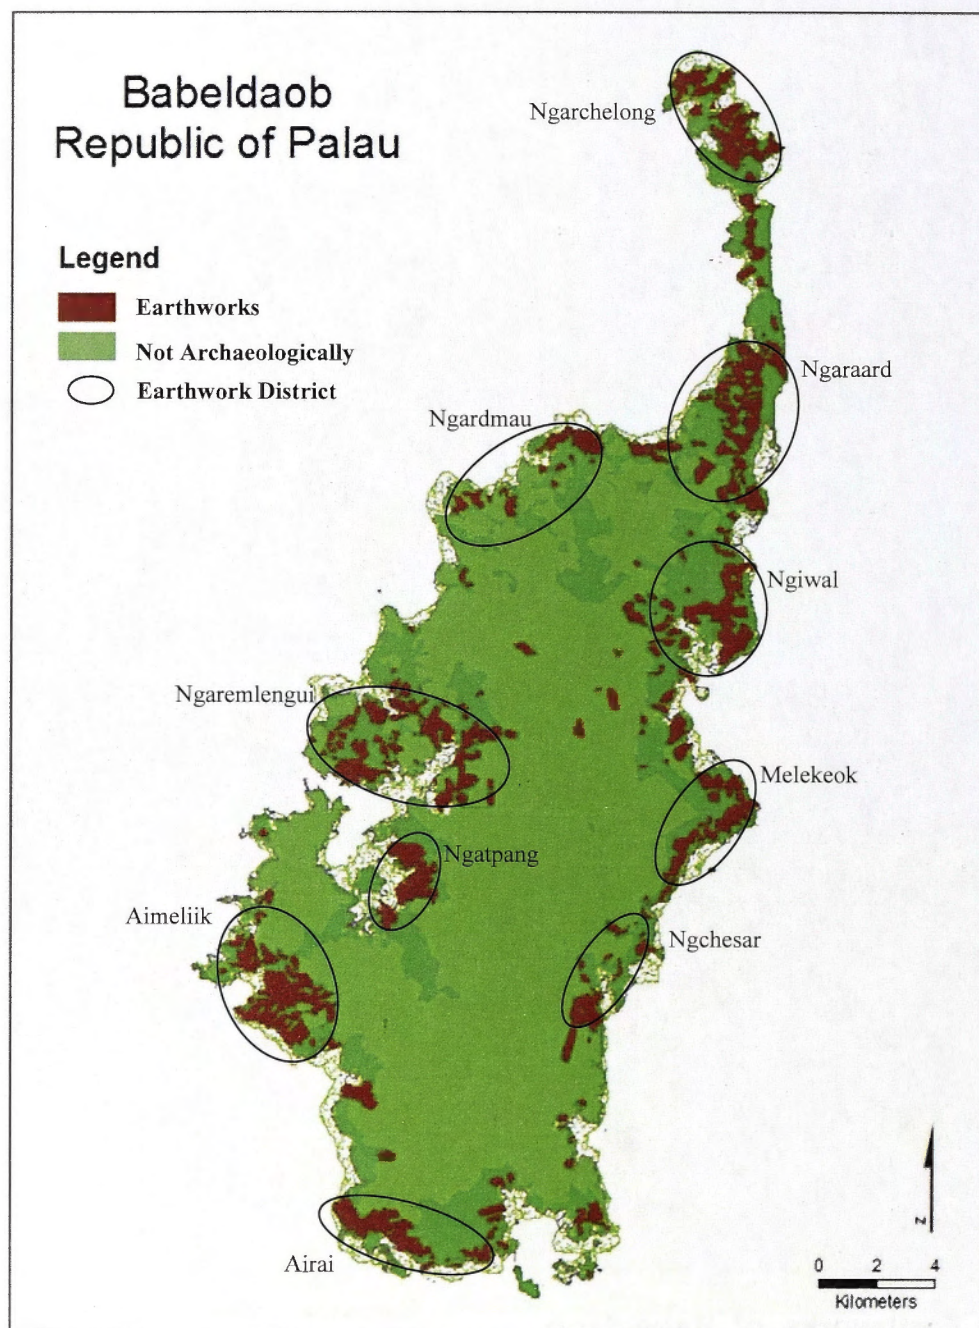 Babeldaob
Republic of Palau
Legend
Earthworks
Not Archaeologically
Earthwork District
Ngarchelong
Ngaraard
Ngardmau
Ngiwal
Ngaremlengui
Melekeok
Ngatpang
Aimeliik
Ngchesar
Airai
N
0 2 4
Kilometers